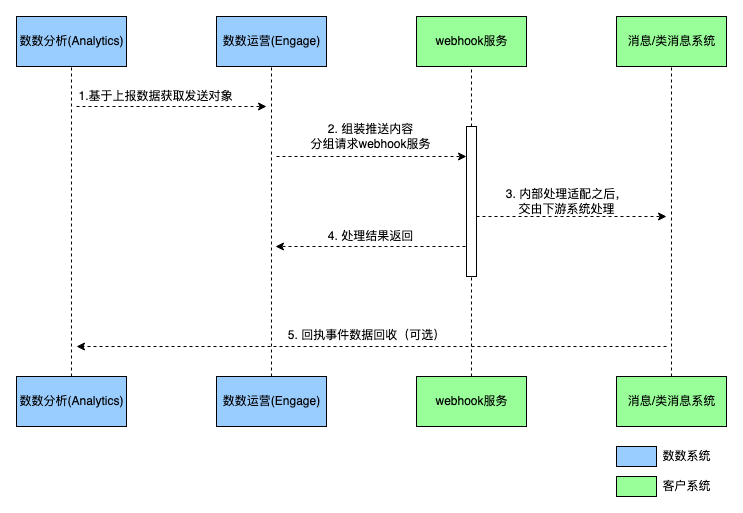 数数分析(Analytics)
数数运营(Engage)
webhook服务
消息/类消息系统
1.基于上报数据获取发送对象
2. 组装推送内容
分组请求webhook服务
3. 内部处理适配之后，
交由下游系统处理
4. 处理结果返回
5. 回执事件数据回收（可选）
数数分析(Analytics)
数数运营(Engage)
webhook服务
消息/类消息系统
数数系统
客户系统